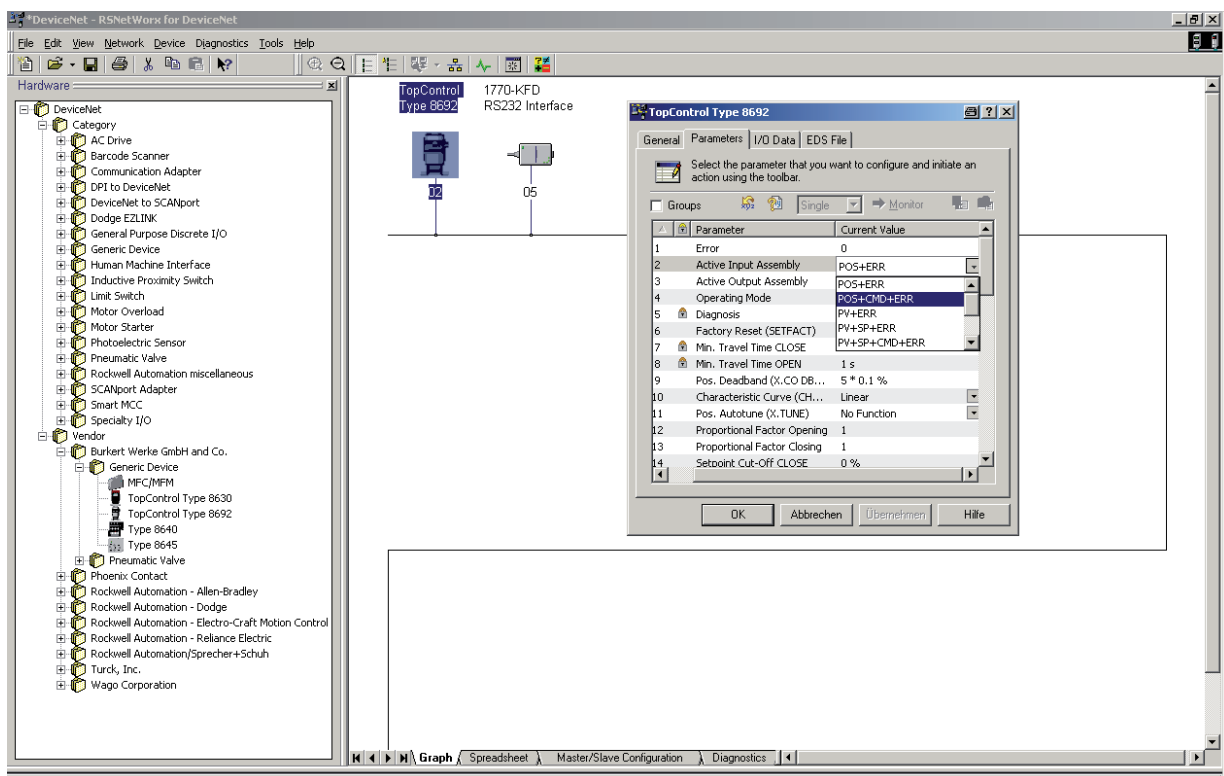 *DeviceNet - RSNetWorx for DeviceNet
File Edit View Network Device Diagnostics Tools Help
Hardware
DeviceNet
Category
AC Drive
Barcode Scanner
Communication Adapter
DPI to DeviceNet
DeviceNet to SCANport
Dodge EZLINK
General Purpose Discrete I/O
Generic Device
Human Machine Interface
Inductive Proximity Switch
Limit Switch
Motor Overload
Motor Starter
Photoelectric Sensor
Pneumatic Valve
Rockwell Automation miscellaneous
SCANport Adapter
Smart MCC
Specialty I/O
Vendor
Burkert Werke GmbH and Co.
Generic Device
MFC/MFM
TopControl Type 8630
TopControl Type 8692
Type 8640
Type 8645
Pneumatic Valve
Phoenix Contact
Rockwell Automation - Allen-Bradley
Rockwell Automation - Dodge
Rockwell Automation - Electro-Craft Motion Control
Rockwell Automation - Reliance Electric
Rockwell Automation/Sprecher+Schuh
Turck, Inc.
Wago Corporation
TopControl
Type 8692
02
1770-KFD
RS232 Interface
05
TopControl Type 8692
General Parameters I/O Data EDS File
Select the parameter that you want to configure and initiate an
action using the toolbar.
Groups Single Monitor
Parameter Current Value
1 Error 0
2 Active Input Assembly POS+ERR
3 Active Output Assembly POS+ERR
4 Operating Mode POS+CMD+ERR
5 Diagnosis PV+ERR
6 Factory Reset (SETFACT) PV+SP+ERR
7 Min. Travel Time CLOSE PV+SP+CMD+ERR
8 Min. Travel Time OPEN 1 s
9 Pos. Deadband (X.CO DB... 5 * 0.1 %
10 Characteristic Curve (CH... Linear
11 Pos. Autotune (X.TUNE) No Function
12 Proportional Factor Opening 1
13 Proportional Factor Closing 1
14 Setpoint Cut-Off CLOSE 0 %
OK Abbrechen Übernehmen Hilfe
Graph Spreadsheet Master/Slave Configuration Diagnostics